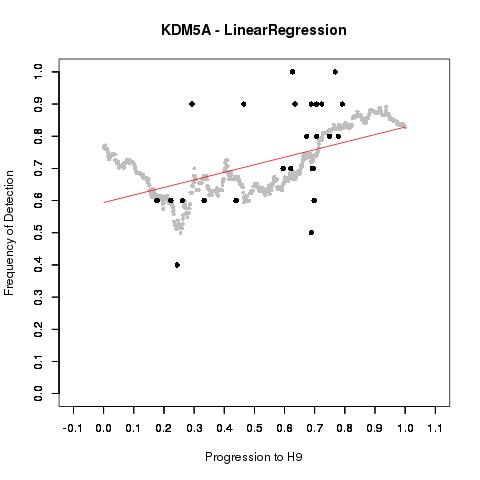 KDM5A - LinearRegression
Frequency of Detection
1.0
0.9
0.8
0.7
0.6
0.5
0.4
0.3
0.2
0.1
0.0
-0.1 0.0 0.1 0.2 0.3 0.4 0.5 0.6 0.7 0.8 0.9 1.0 1.1
Progression to H9